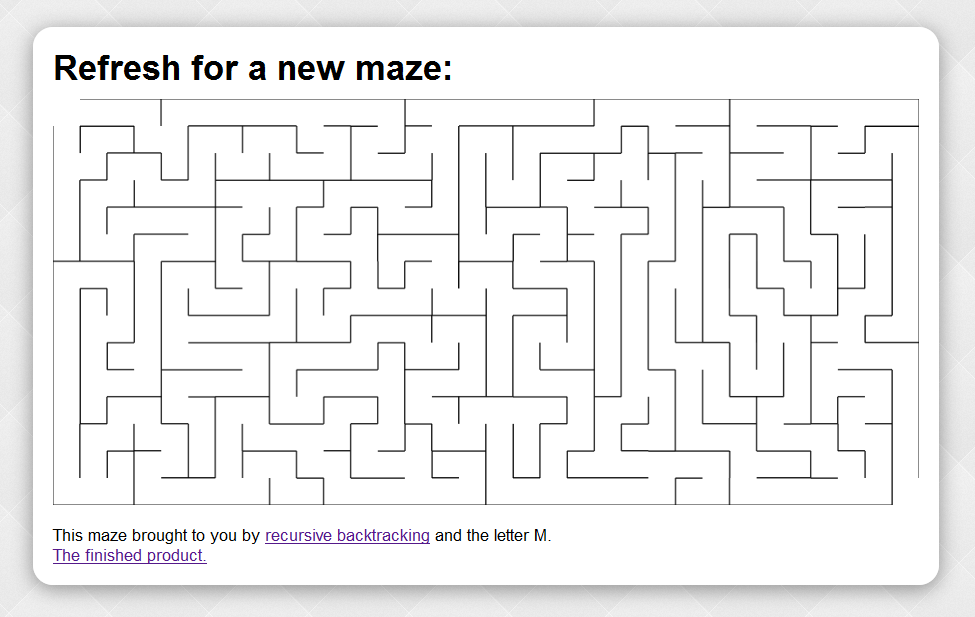 Refresh for a new maze:
This maze brought to you by recursive backtracking and the letter M.
The finished product.